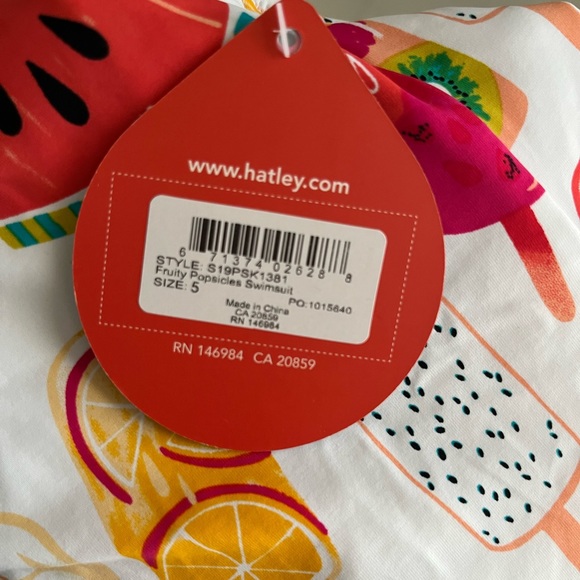 www.hatley.com
6 71374 02628 8
STYLE: S19PSK1381
Fruity Popsicles Swimsuit
SIZE: 5
PO:1015640
Made in China
CA 20859
RN 146984
RN 146984 CA 20859